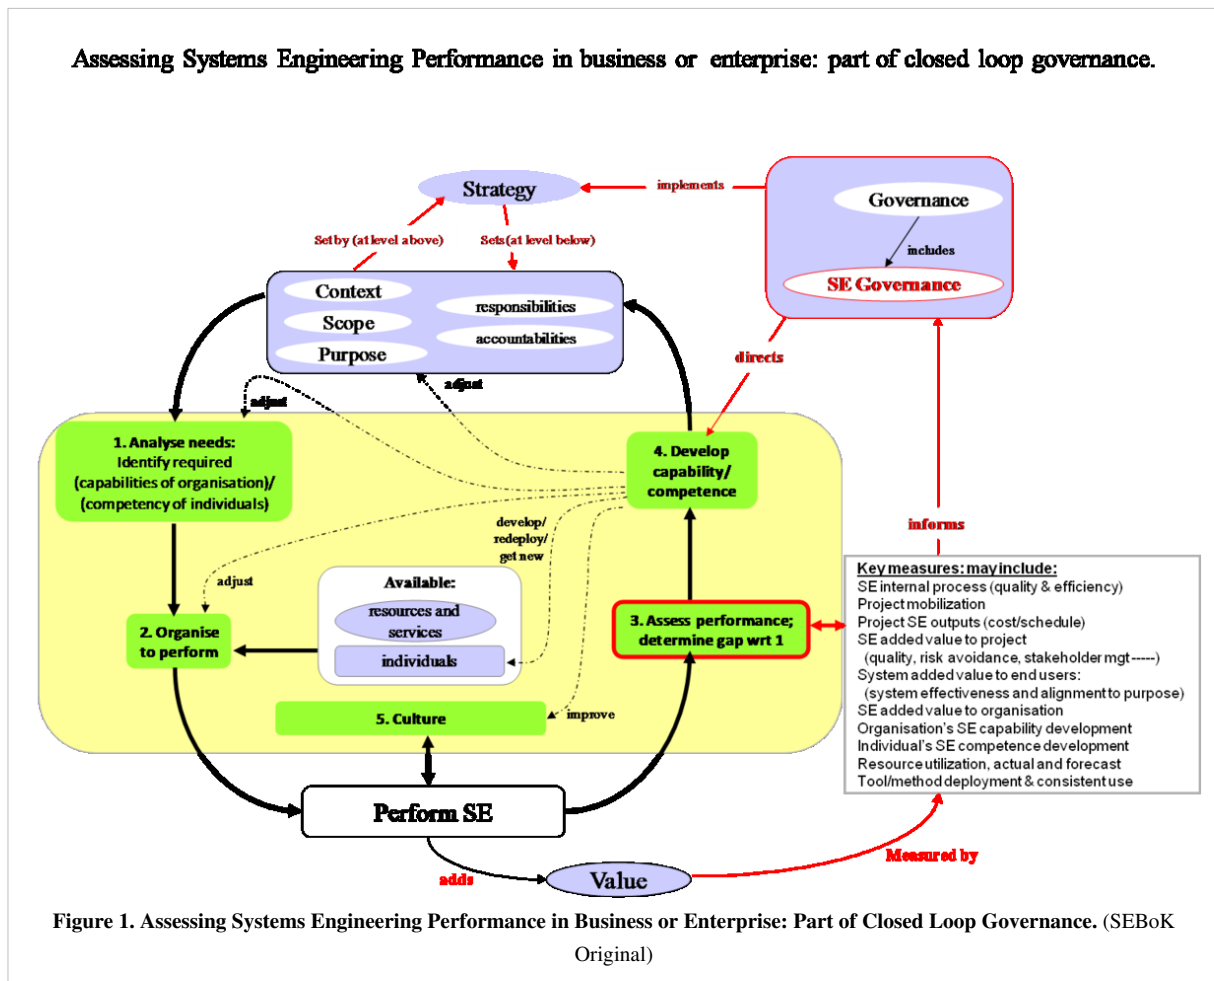 Assessing Systems Engineering Performance in business or enterprise: part of closed loop governance.
Strategy
implements
Governance
includes
SE Governance
Set by (at level above)
Sets (at level below)
Context
Scope
Purpose
responsibilities
accountabilities
directs
adjust
adjust
1. Analyse needs:
Identify required
(capabilities of organisation)/
(competency of individuals)
4. Develop
capability/
competence
develop/
redeploy/
get new
informs
adjust
Available:
resources and
services
individuals
2. Organise
to perform
3. Assess performance;
determine gap wrt 1
Key measures: may include:
SE internal process (quality & efficiency)
Project mobilization
Project SE outputs (cost/schedule)
SE added value to project
(quality, risk avoidance, stakeholder mgt-----)
System added value to end users:
(system effectiveness and alignment to purpose)
SE added value to organisation
Organisation's SE capability development
Individual's SE competence development
Resource utilization, actual and forecast
Tool/method deployment & consistent use
5. Culture
improve
Perform SE
adds
Value
Measured by
Figure 1. Assessing Systems Engineering Performance in Business or Enterprise: Part of Closed Loop Governance. (SEBoK
Original)